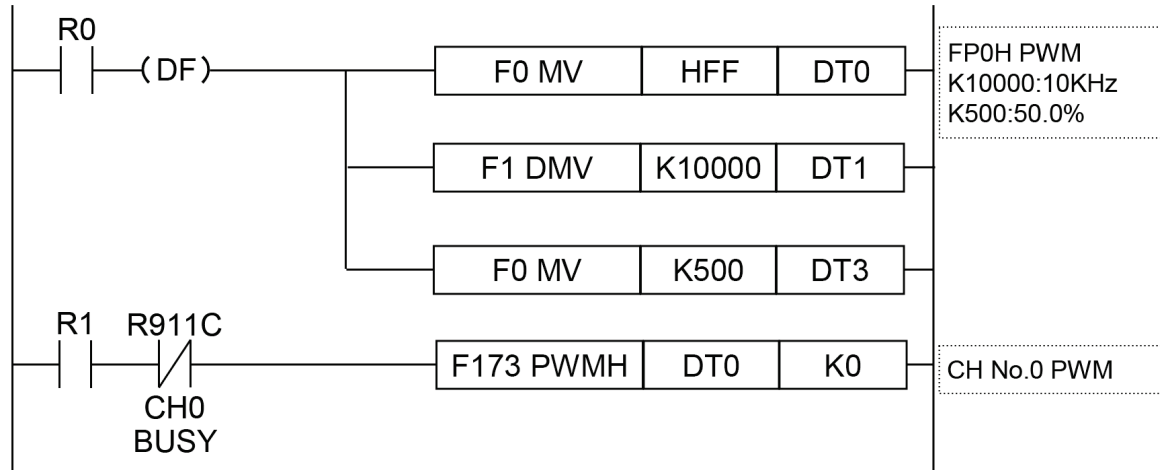 R0
(DF)
F0 MV HFF DT0
FP0H PWM
K10000:10KHz
K500:50.0%
F1 DMV K10000 DT1
F0 MV K500 DT3
R1 R911C
F173 PWMH DT0 K0
CH No.0 PWM
CH0
BUSY